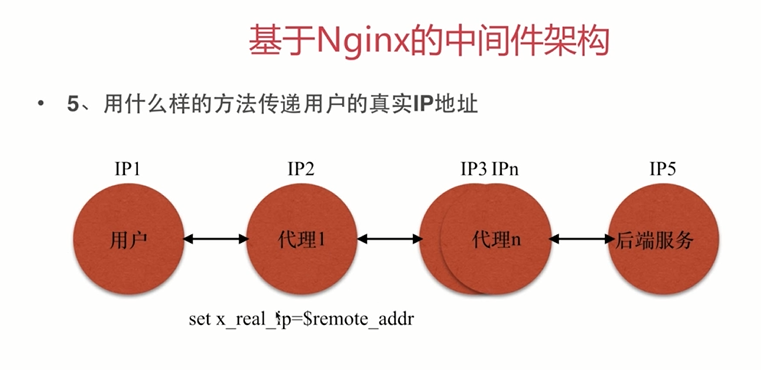 基于Nginx的中间件架构
• 5、用什么样的方法传递用户的真实IP地址
IP1 IP2 IP3 IPn IP5
用户 代理1 代理n 后端服务
set x_real_ip=$remote_addr